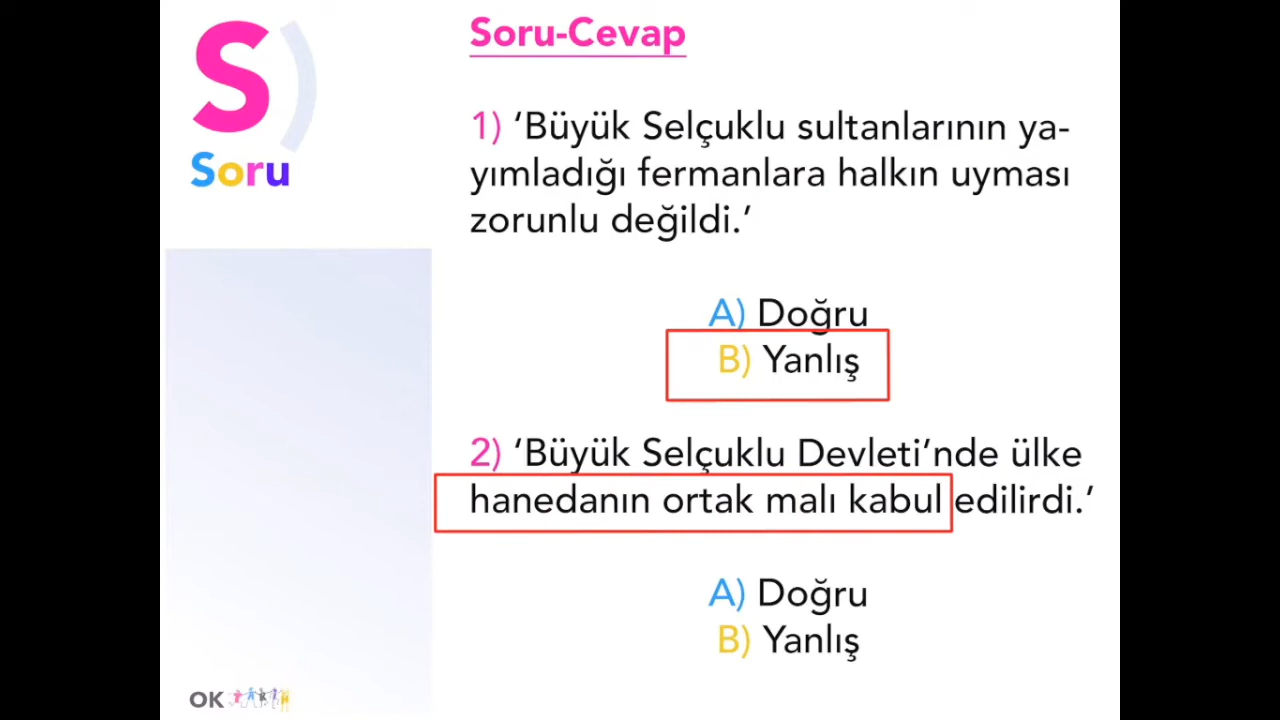 S)
Soru
Soru-Cevap
1) ‘Büyük Selçuklu sultanlarının ya-
yımladığı fermanlara halkın uyması
zorunlu değildi.’
A) Doğru
B) Yanlış
2) ‘Büyük Selçuklu Devleti’nde ülke
hanedanın ortak malı kabul edilirdi.’
A) Doğru
B) Yanlış
OK